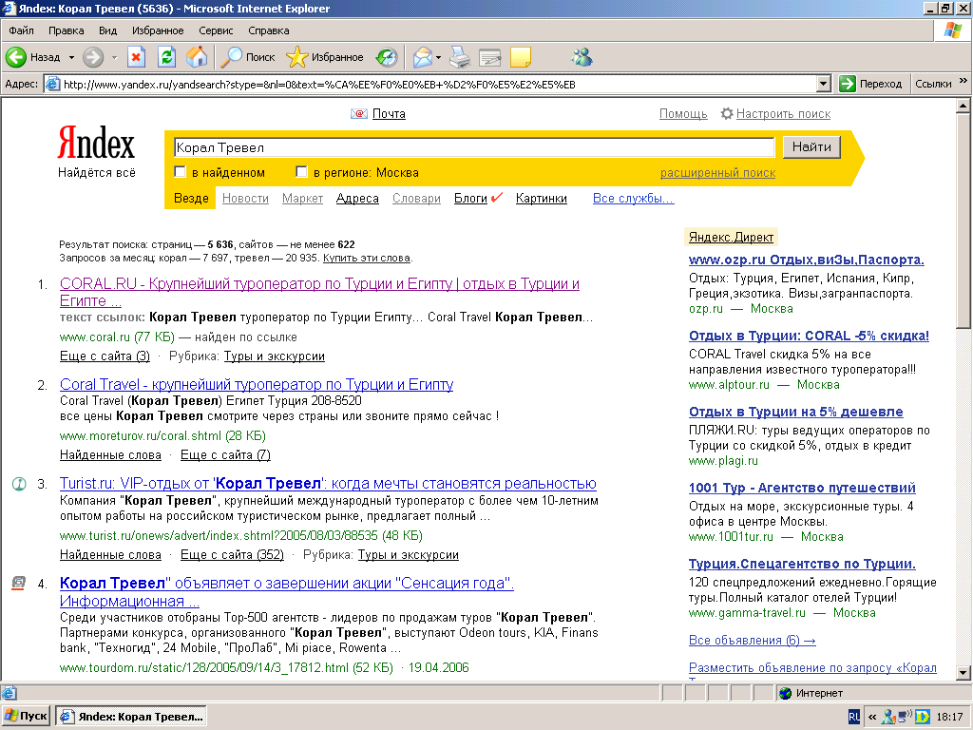 Яndex: Корал Тревел (5636) - Microsoft Internet Explorer
Файл Правка Вид Избранное Сервис Справка
Назад Поиск Избранное
Адрес: http://www.yandex.ru/yandsearch?stype=&nl=0&text=%CA%EE%F0%E0%EB+%D2%F0%E5%E2%E5%EB Переход Ссылки »
Почта Помощь Настроить поиск
Яndex
Найдётся всё
Корал Тревел Найти
в найденном в регионе: Москва расширенный поиск
Везде Новости Маркет Адреса Словари Блоги Картинки Все службы...
Результат поиска: страниц — 5 636, сайтов — не менее 622
Запросов за месяц: корал — 7 697, тревел — 20 935. Купить эти слова.
1. CORAL.RU - Крупнейший туроператор по Турции и Египту | отдых в Турции и
Египте ...
текст ссылок: Корал Тревел туроператор по Турции Египту... Coral Travel Корал Тревел...
www.coral.ru (77 КБ) — найден по ссылке
Еще с сайта (3) · Рубрика: Туры и экскурсии
2. Coral Travel - крупнейший туроператор по Турции и Египту
Coral Travel (Корал Тревел) Египет Турция 208-8520
все цены Корал Тревел смотрите через страны или звоните прямо сейчас !
www.moreturov.ru/coral.shtml (28 КБ)
Найденные слова · Еще с сайта (7)
3. Turist.ru: VIP-отдых от 'Корал Тревел': когда мечты становятся реальностью
Компания "Корал Тревел", крупнейший международный туроператор с более чем 10-летним
опытом работы на российском туристическом рынке, предлагает полный ...
www.turist.ru/onews/advert/index.shtml?2005/08/03/88535 (48 КБ)
Найденные слова · Еще с сайта (352) · Рубрика: Туры и экскурсии
4. Корал Тревел" объявляет о завершении акции "Сенсация года".
Информационная ...
Среди участников отобраны Top-500 агентств - лидеров по продажам туров "Корал Тревел".
Партнерами конкурса, организованного "Корал Тревел", выступают Odeon tours, KIA, Finans
bank, "Техногид", 24 Mobile, "ПроЛаб", Mi piace, Rowenta ...
www.tourdom.ru/static/128/2005/09/14/3_17812.html (52 КБ) · 19.04.2006
Яндекс.Директ
www.ozp.ru Отдых,виЗы,Паспорта.
Отдых: Турция, Египет, Испания, Кипр,
Греция,экзотика. Визы,загранпаспорта.
ozp.ru — Москва
Отдых в Турции: CORAL -5% скидка!
CORAL Travel скидка 5% на все
направления известного туроператора!!!
www.alptour.ru — Москва
Отдых в Турции на 5% дешевле
ПЛЯЖИ.RU: туры ведущих операторов по
Турции со скидкой 5%, отдых в кредит
www.plagi.ru
1001 Тур - Агентство путешествий
Отдых на море, экскурсионные туры. 4
офиса в центре Москвы.
www.1001tur.ru — Москва
Турция.Спецагентство по Турции.
120 спецпредложений ежедневно.Горящие
туры.Полный каталог отелей Турции!
www.gamma-travel.ru — Москва
Все объявления (6) →
Разместить объявление по запросу «Корал
Интернет
Пуск Яndex: Корал Тревел... RU « 18:17